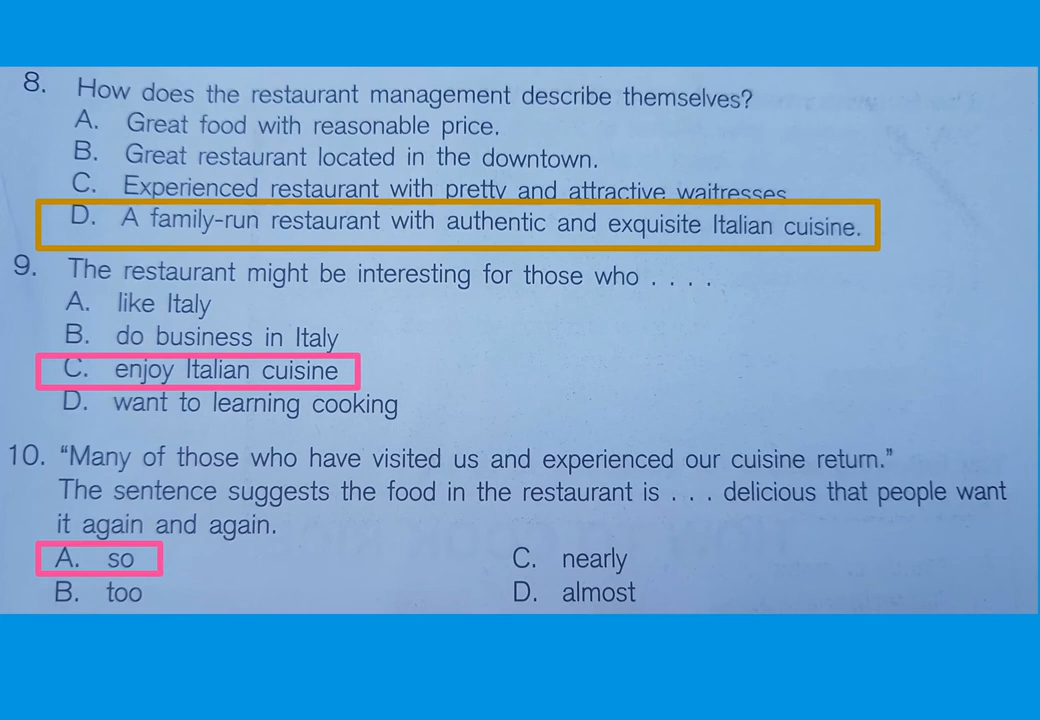 8. How does the restaurant management describe themselves?
A. Great food with reasonable price.
B. Great restaurant located in the downtown.
C. Experienced restaurant with pretty and attractive waitresses
D. A family-run restaurant with authentic and exquisite Italian cuisine.
9. The restaurant might be interesting for those who . . . .
A. like Italy
B. do business in Italy
C. enjoy Italian cuisine
D. want to learning cooking
10. “Many of those who have visited us and experienced our cuisine return.”
The sentence suggests the food in the restaurant is . . . delicious that people want
it again and again.
A. so C. nearly
B. too D. almost